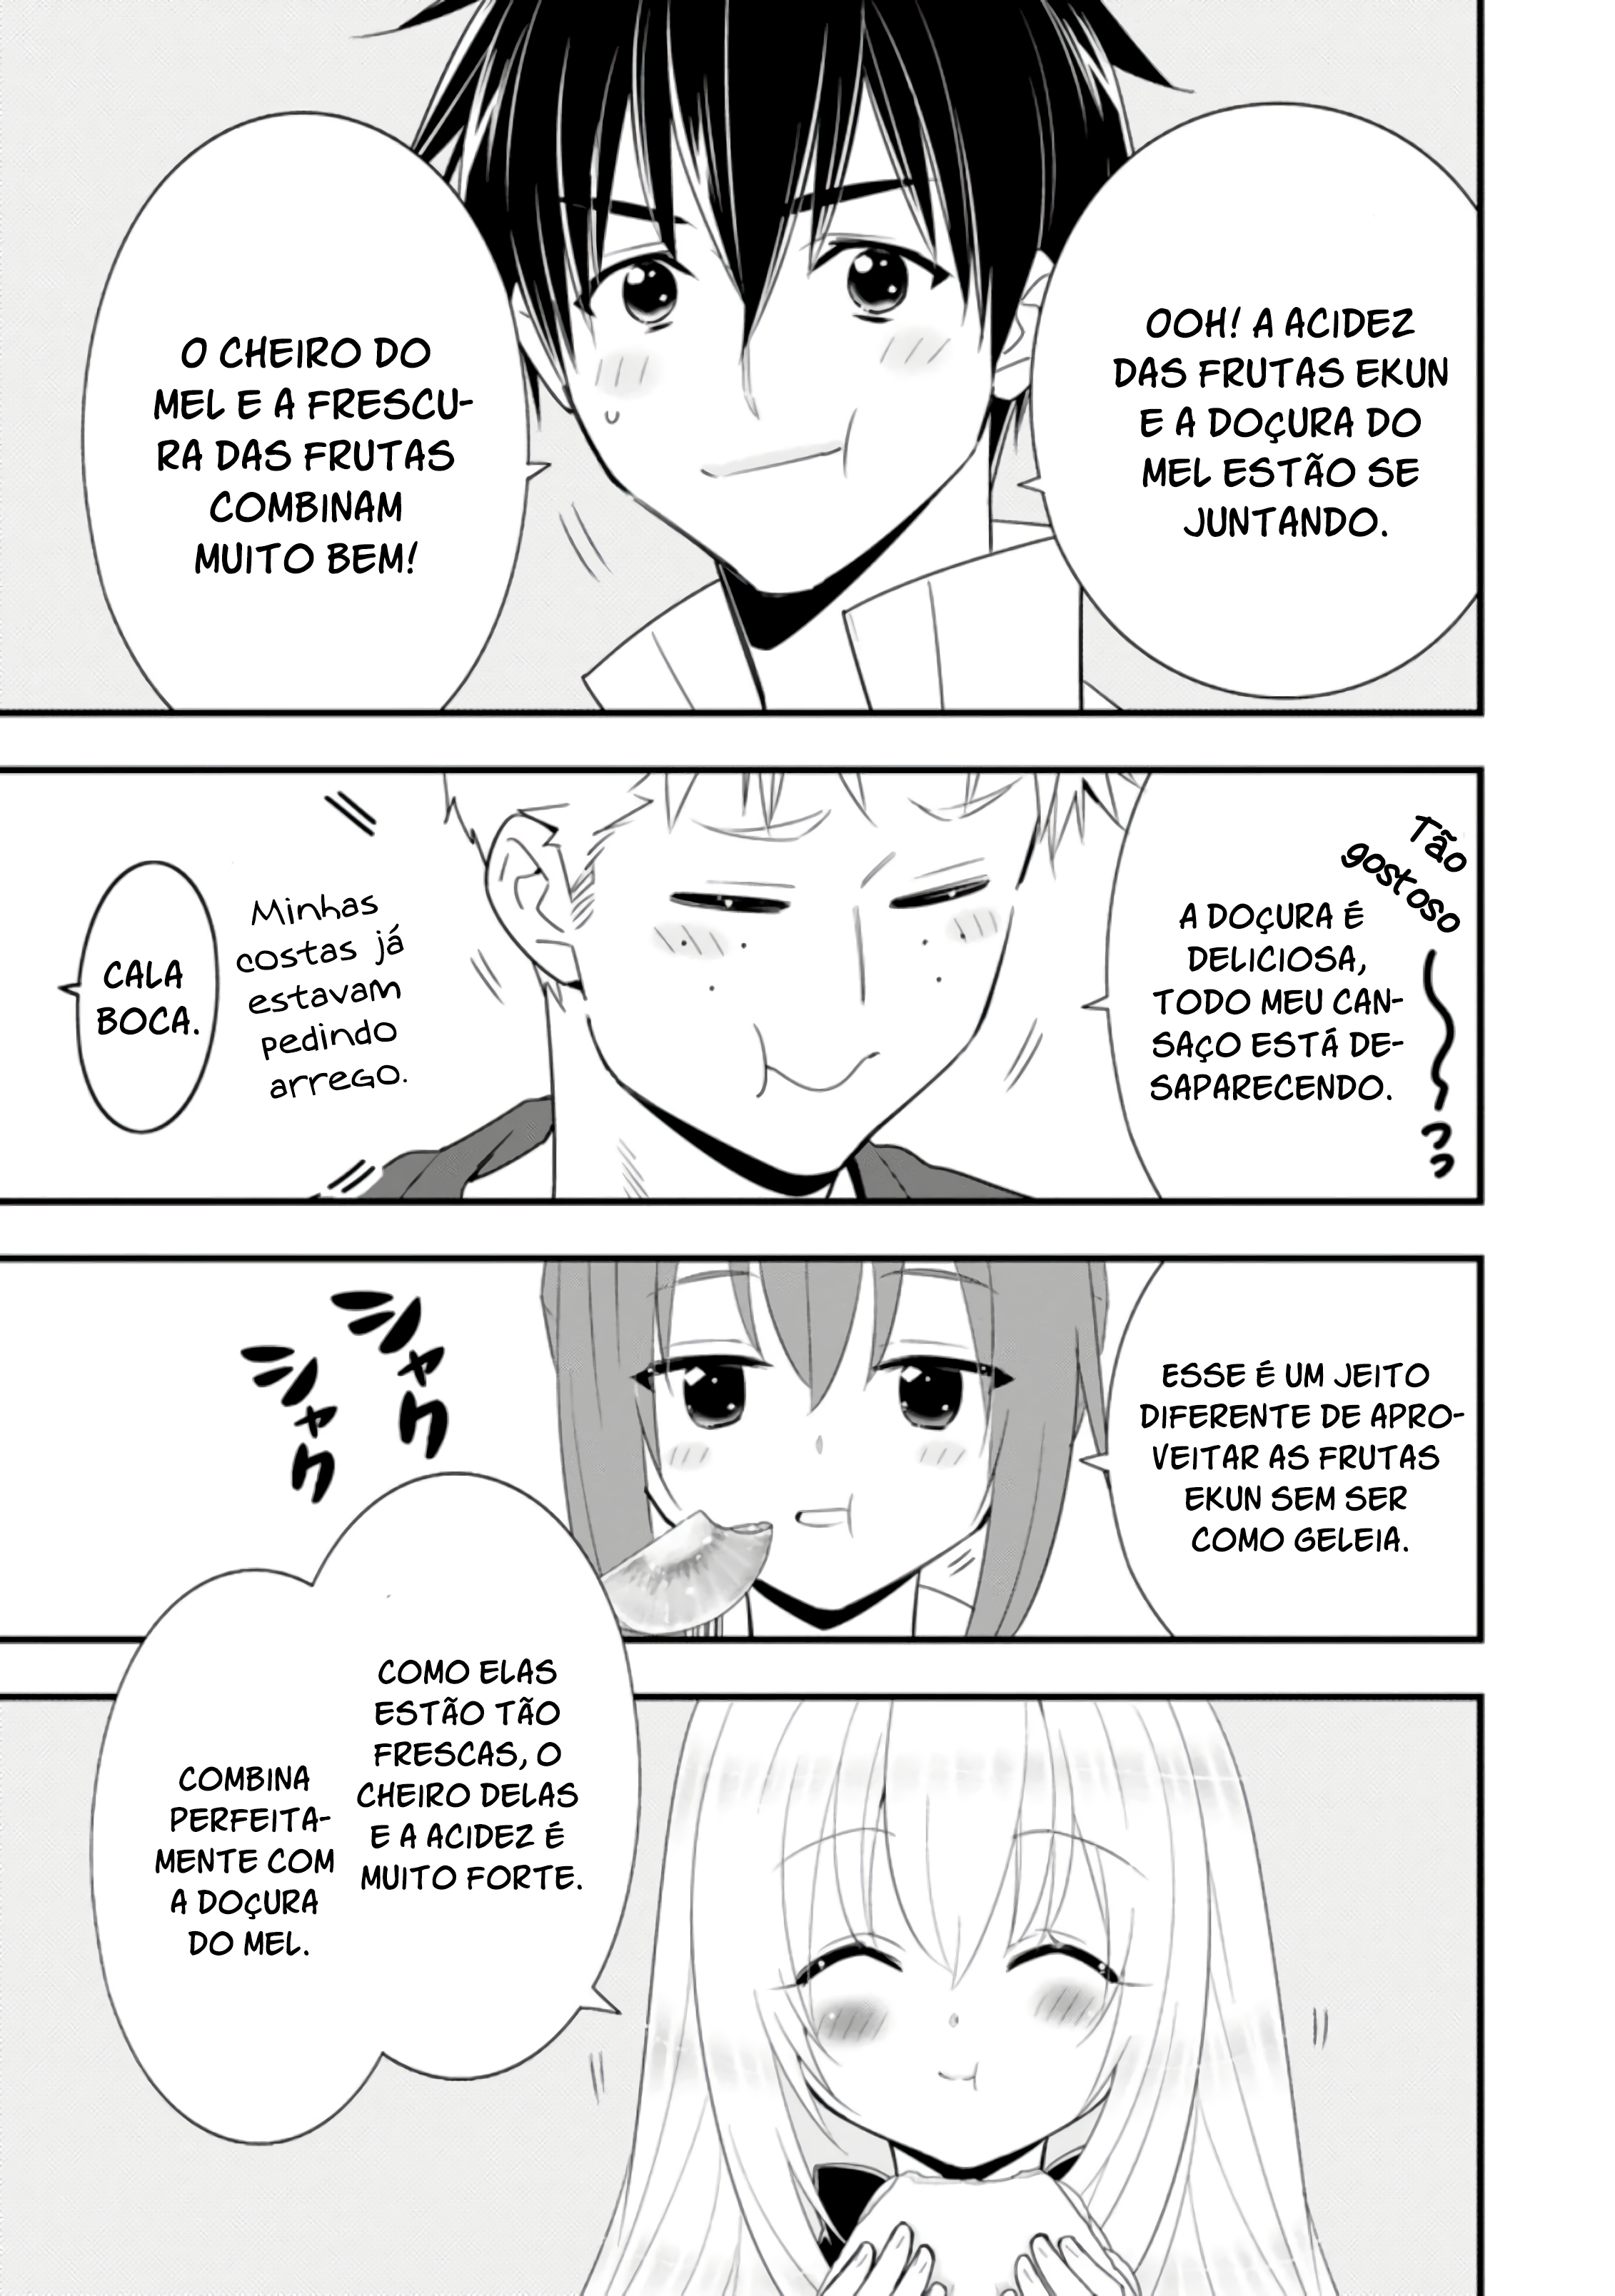 OOH! A ACIDEZ
DAS FRUTAS EKUN
E A DOÇURA DO
MEL ESTÃO SE
JUNTANDO.
O CHEIRO DO
MEL E A FRESCU-
RA DAS FRUTAS
COMBINAM
MUITO BEM!
Tão
gostoso
~っっ
A DOÇURA É
DELICIOSA,
TODO MEU CAN-
SAÇO ESTÁ DE-
SAPARECENDO.
Minhas
costas já
estavam
pedindo
arrego.
CALA
BOCA.
ESSE É UM JEITO
DIFERENTE DE APRO-
VEITAR AS FRUTAS
EKUN SEM SER
COMO GELEIA.
シャク
シャク
COMO ELAS
ESTÃO TÃO
FRESCAS, O
CHEIRO DELAS
E A ACIDEZ É
MUITO FORTE.
COMBINA
PERFEITA-
MENTE COM
A DOÇURA
DO MEL.